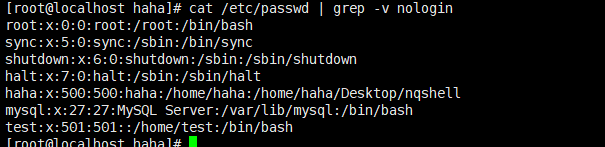 [root@localhost haha]# cat /etc/passwd | grep -v nologin
root:x:0:0:root:/root:/bin/bash
sync:x:5:0:sync:/sbin:/bin/sync
shutdown:x:6:0:shutdown:/sbin:/sbin/shutdown
halt:x:7:0:halt:/sbin:/sbin/halt
haha:x:500:500:haha:/home/haha:/home/haha/Desktop/nqshell
mysql:x:27:27:MySQL Server:/var/lib/mysql:/bin/bash
test:x:501:501::/home/test:/bin/bash
[root@localhost haha]#